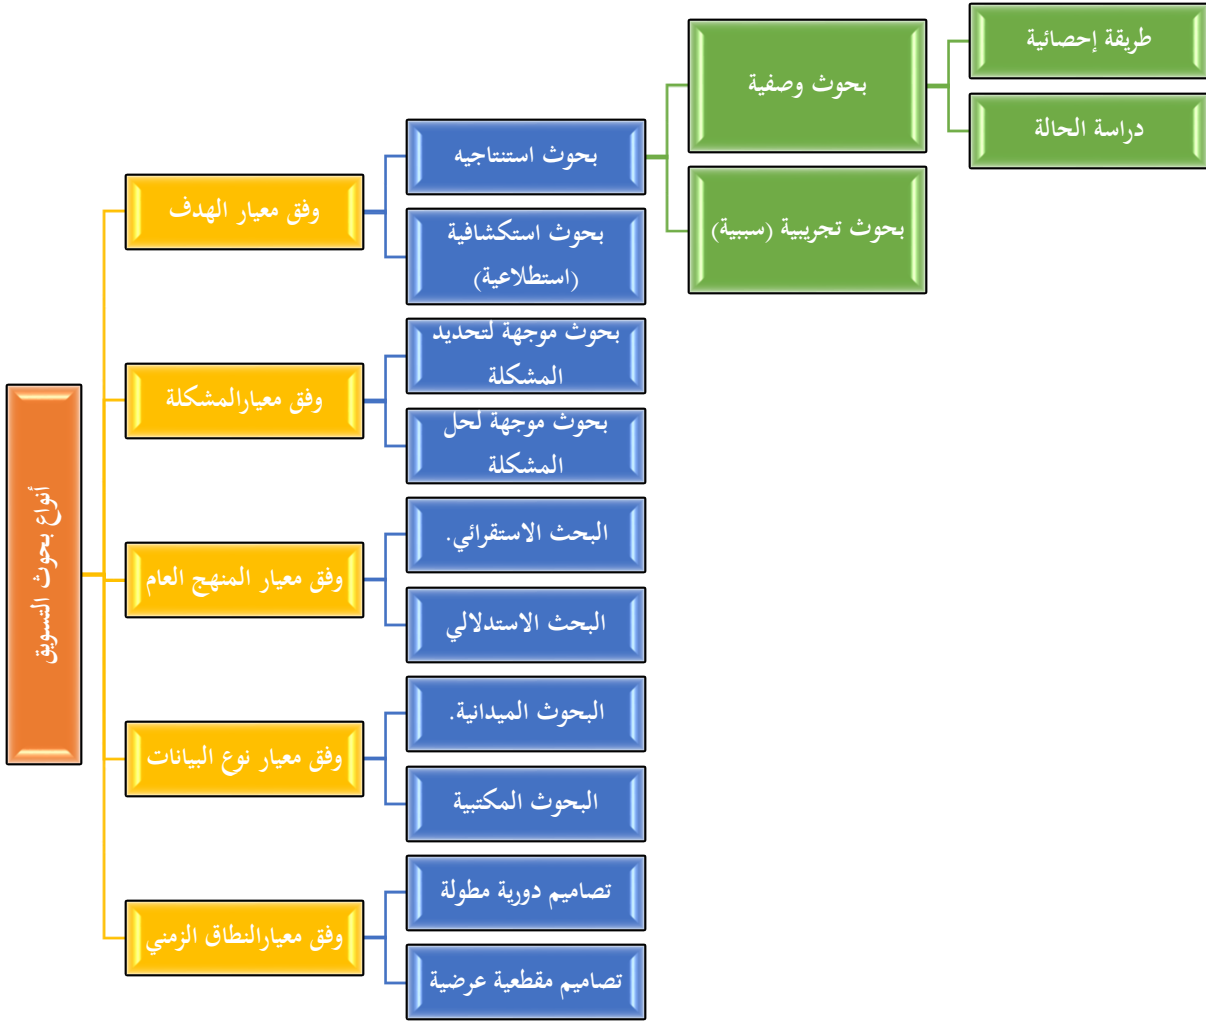 أنواع بحوث التسويق
وفق معيار الهدف
بحوث استنتاجيه
بحوث وصفية
طريقة إحصائية
دراسة الحالة
بحوث تجريبية (سببية)
بحوث استكشافية
(استطلاعية)
وفق معيارالمشكلة
بحوث موجهة لتحديد
المشكلة
بحوث موجهة لحل
المشكلة
وفق معيار المنهج العام
البحث الاستقرائي.
البحث الاستدلالي
وفق معيار نوع البيانات
البحوث الميدانية.
البحوث المكتبية
وفق معيارالنطاق الزمني
تصاميم دورية مطولة
تصاميم مقطعية عرضية